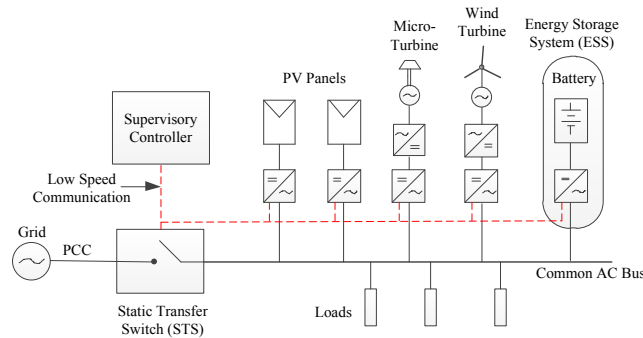 Micro-
Turbine
Wind
Turbine
Energy Storage
System (ESS)
PV Panels
Battery
Supervisory
Controller
Low Speed
Communication
Grid
PCC
Static Transfer
Switch (STS)
Loads
Common AC Bus